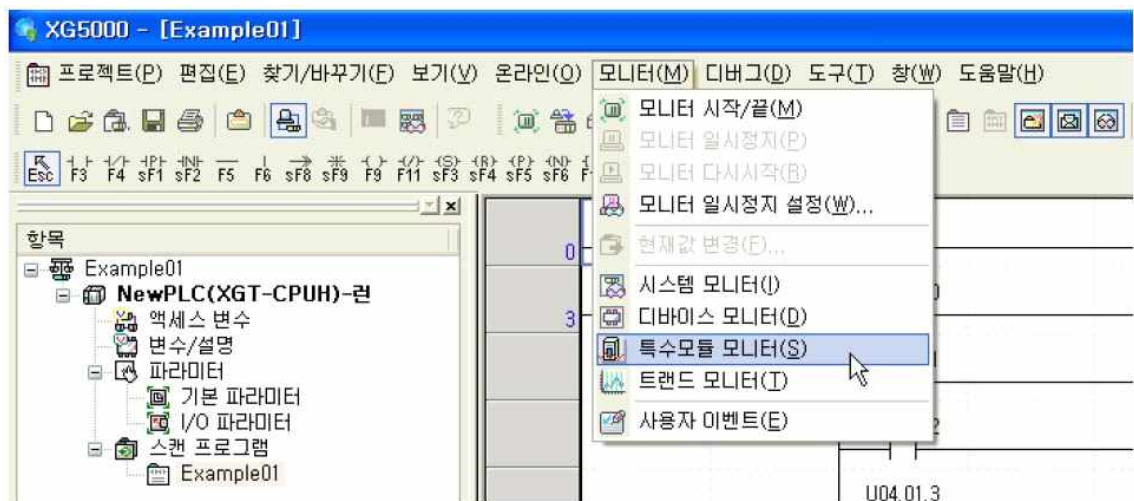 XG5000 - [Example01]
프로젝트(P) 편집(E) 찾기/바꾸기(F) 보기(V) 온라인(O) 모니터(M) 디버그(D) 도구(T) 창(W) 도움말(H)
모니터 시작/끝(M)
모니터 일시정지(P)
모니터 다시시작(R)
모니터 일시정지 설정(W)...
현재값 변경(F)...
시스템 모니터(I)
디바이스 모니터(D)
특수모듈 모니터(S)
트랜드 모니터(T)
사용자 이벤트(E)
Esc F3 F4 sF1 sF2 F5 F6 sF8 sF9 F9 F11 sF3 sF4 sF5 sF6
항목
Example01
NewPLC(XGT-CPUH)-런
액세스 변수
변수/설명
파라미터
기본 파라미터
I/O 파라미터
스캔 프로그램
Example01
0
3
U04.01.3